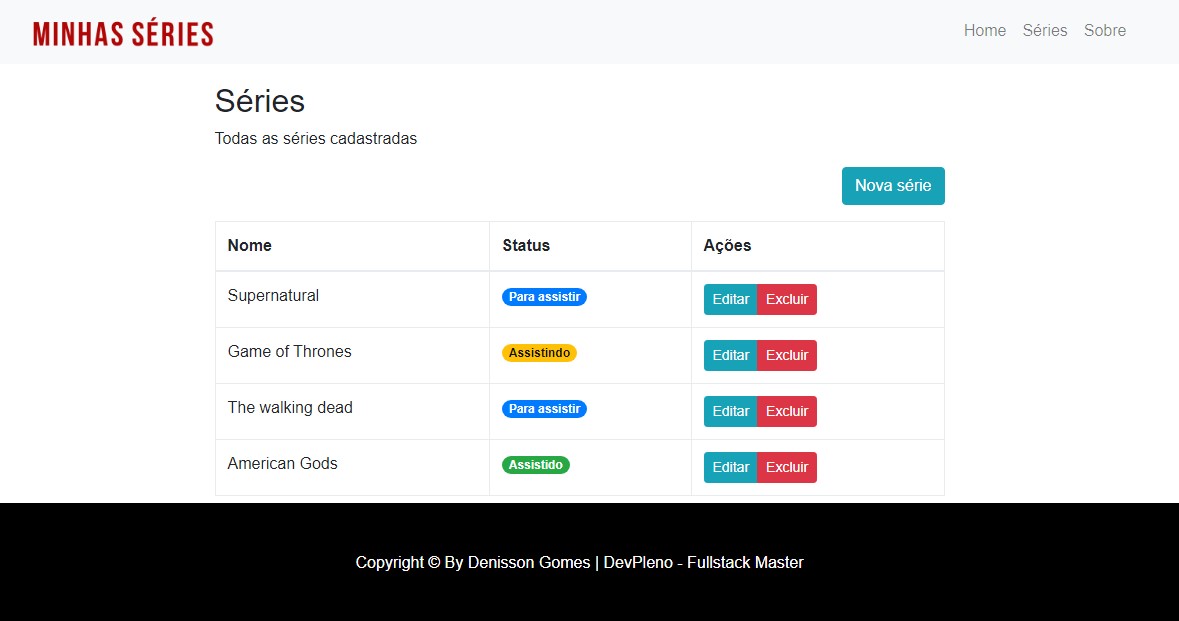 MINHAS SÉRIES
Home Séries Sobre
Séries
Todas as séries cadastradas
Nova série
Nome Status Ações
Supernatural Para assistir Editar Excluir
Game of Thrones Assistindo Editar Excluir
The walking dead Para assistir Editar Excluir
American Gods Assistido Editar Excluir
Copyright © By Denisson Gomes | DevPleno - Fullstack Master